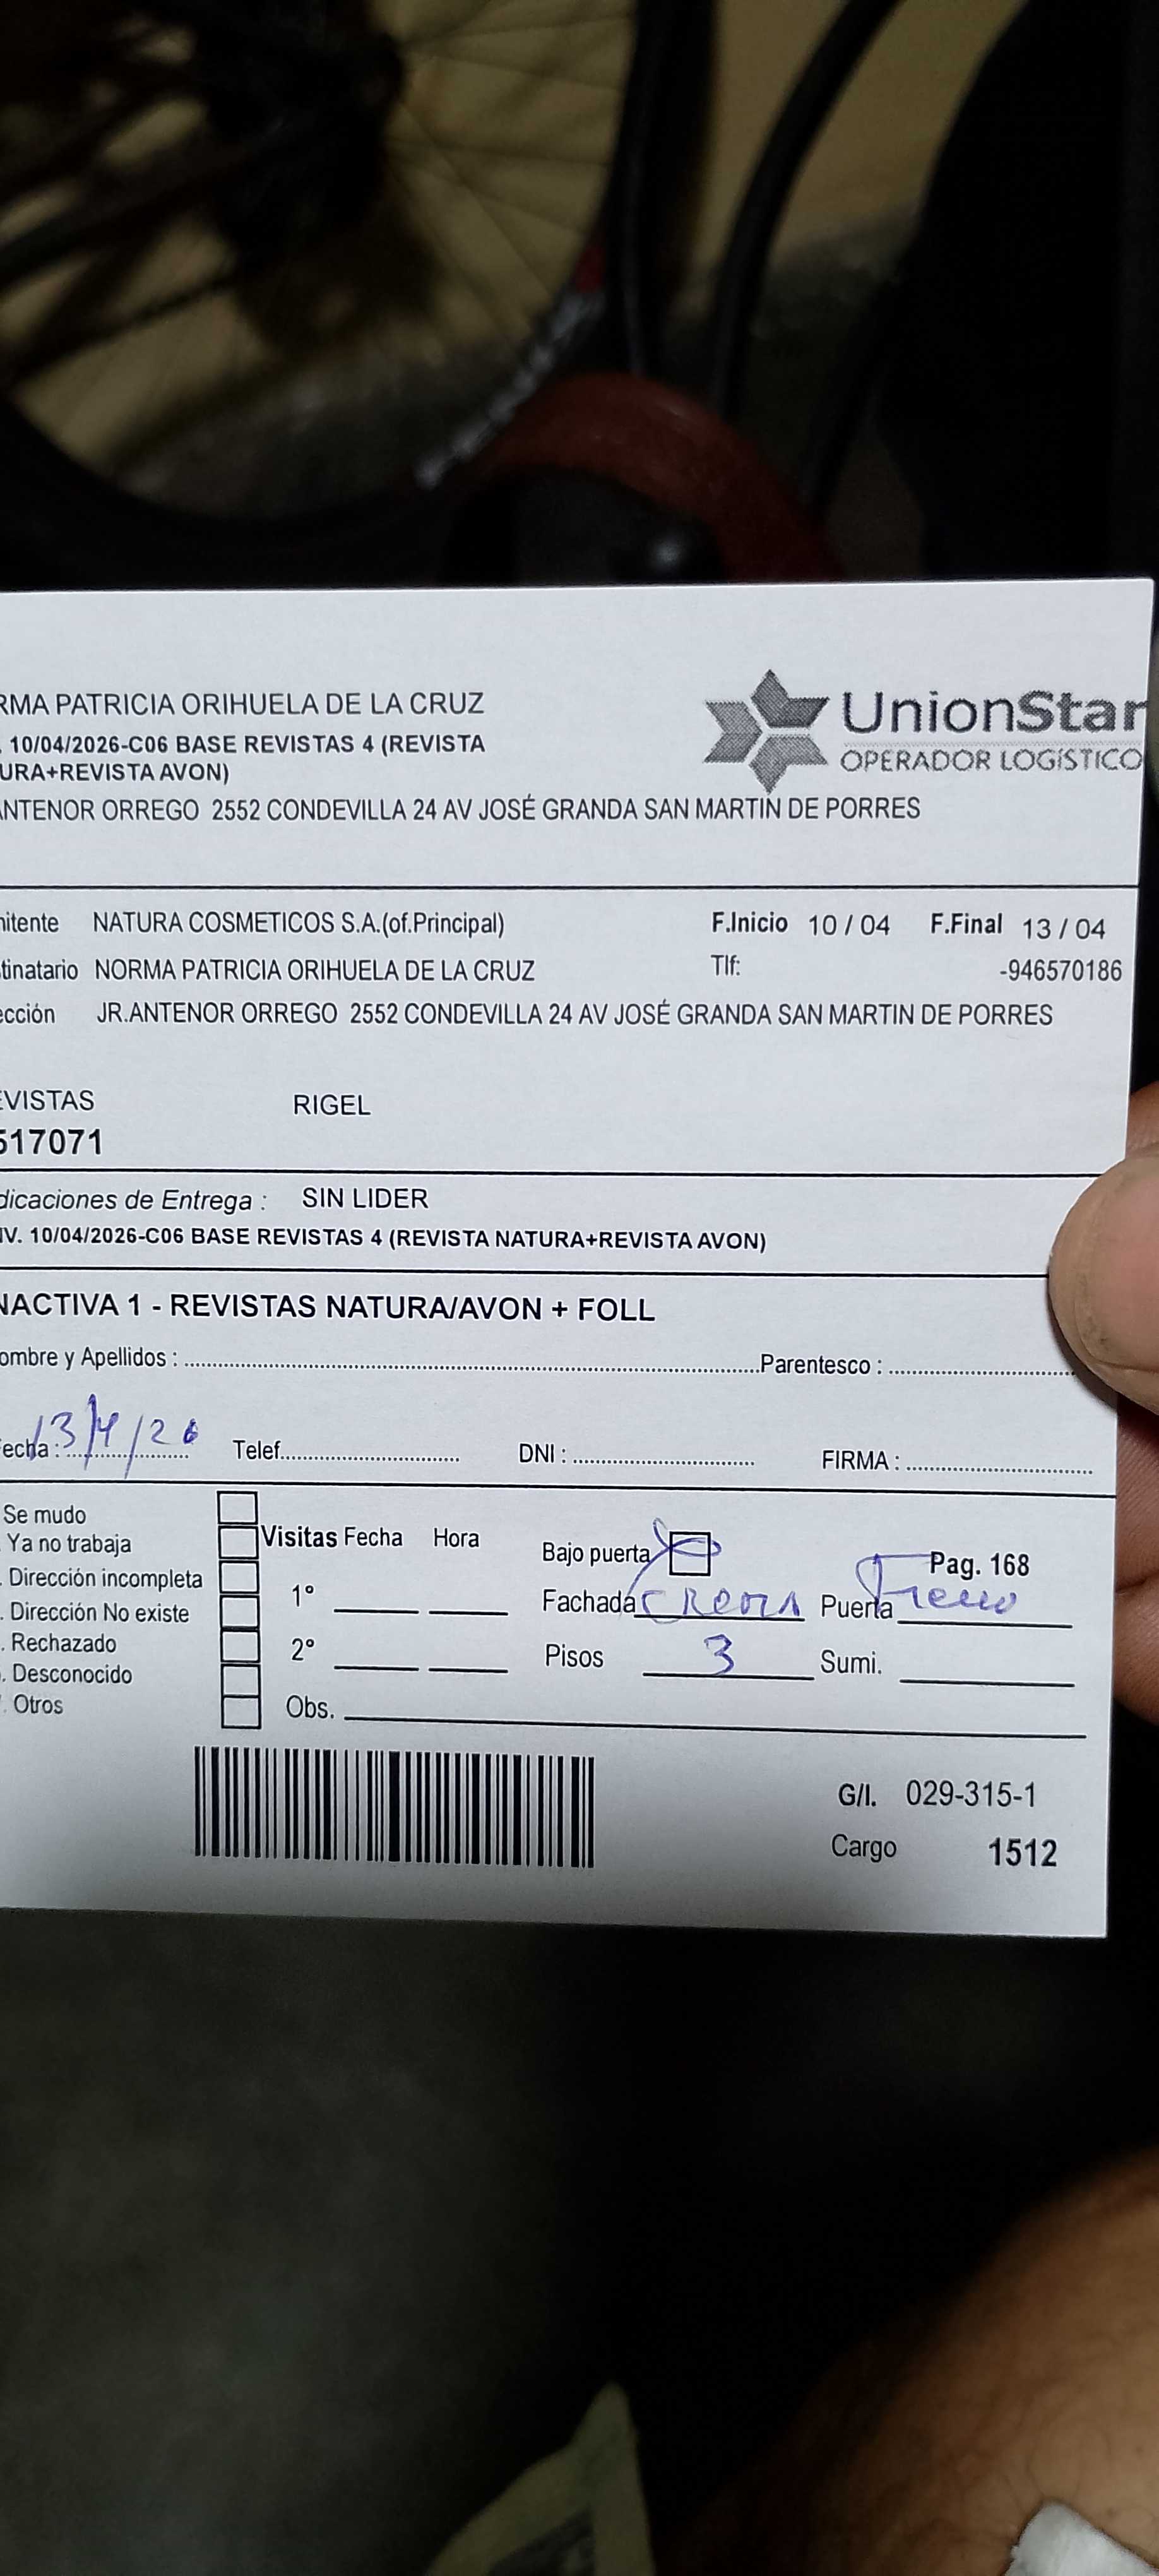 RMA PATRICIA ORIHUELA DE LA CRUZ
. 10/04/2026-C06 BASE REVISTAS 4 (REVISTA
URA+REVISTA AVON)
ANTENOR ORREGO 2552 CONDEVILLA 24 AV JOSÉ GRANDA SAN MARTIN DE PORRES
UnionStar
OPERADOR LOGÍSTICO
nitente NATURA COSMETICOS S.A.(of.Principal) F.Inicio 10 / 04 F.Final 13 / 04
tinatario NORMA PATRICIA ORIHUELA DE LA CRUZ Tlf: -946570186
ección JR.ANTENOR ORREGO 2552 CONDEVILLA 24 AV JOSÉ GRANDA SAN MARTIN DE PORRES
EVISTAS RIGEL
517071
dicaciones de Entrega : SIN LIDER
IV. 10/04/2026-C06 BASE REVISTAS 4 (REVISTA NATURA+REVISTA AVON)
NACTIVA 1 - REVISTAS NATURA/AVON + FOLL
ombre y Apellidos : Parentesco :
Fecha : 13/4/26 Telef. DNI : FIRMA :
Se mudo
Ya no trabaja
. Dirección incompleta
. Dirección No existe
. Rechazado
. Desconocido
. Otros
Visitas Fecha Hora
1°
2°
Obs.
Bajo puerta Pag. 168
Fachada Crema Puerta
Pisos 3 Sumi.
G/I. 029-315-1
Cargo 1512